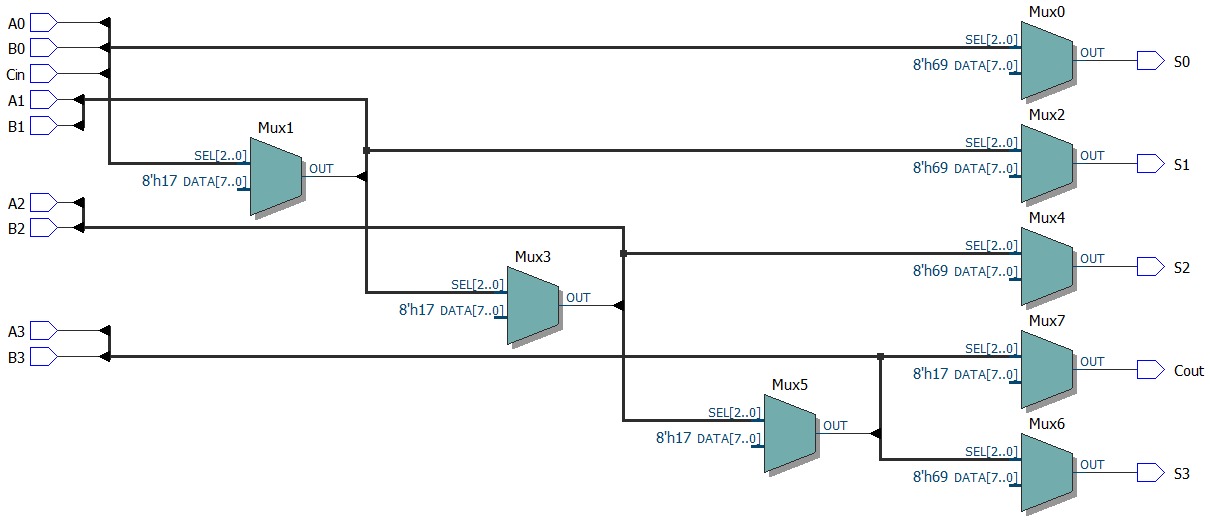 Mux0
A0
SEL[2..0]
B0
OUT
S0
8'h69 DATA[7..0]
Cin
A1
Mux2
B1
Mux1
SEL[2..0]
SEL[2..0]
OUT
S1
OUT
8'h69 DATA[7..0]
8'h17 DATA[7..0]
A2
Mux4
B2
SEL[2..0]
Mux3
OUT
S2
8'h69 DATA[7..0]
SEL[2..0]
OUT
8'h17 DATA[7..0]
Mux7
A3
SEL[2..0]
B3
OUT
Cout
8'h17 DATA[7..0]
Mux5
SEL[2..0]
Mux6
OUT
8'h17 DATA[7..0]
SEL[2..0]
OUT
S3
8'h69 DATA[7..0]